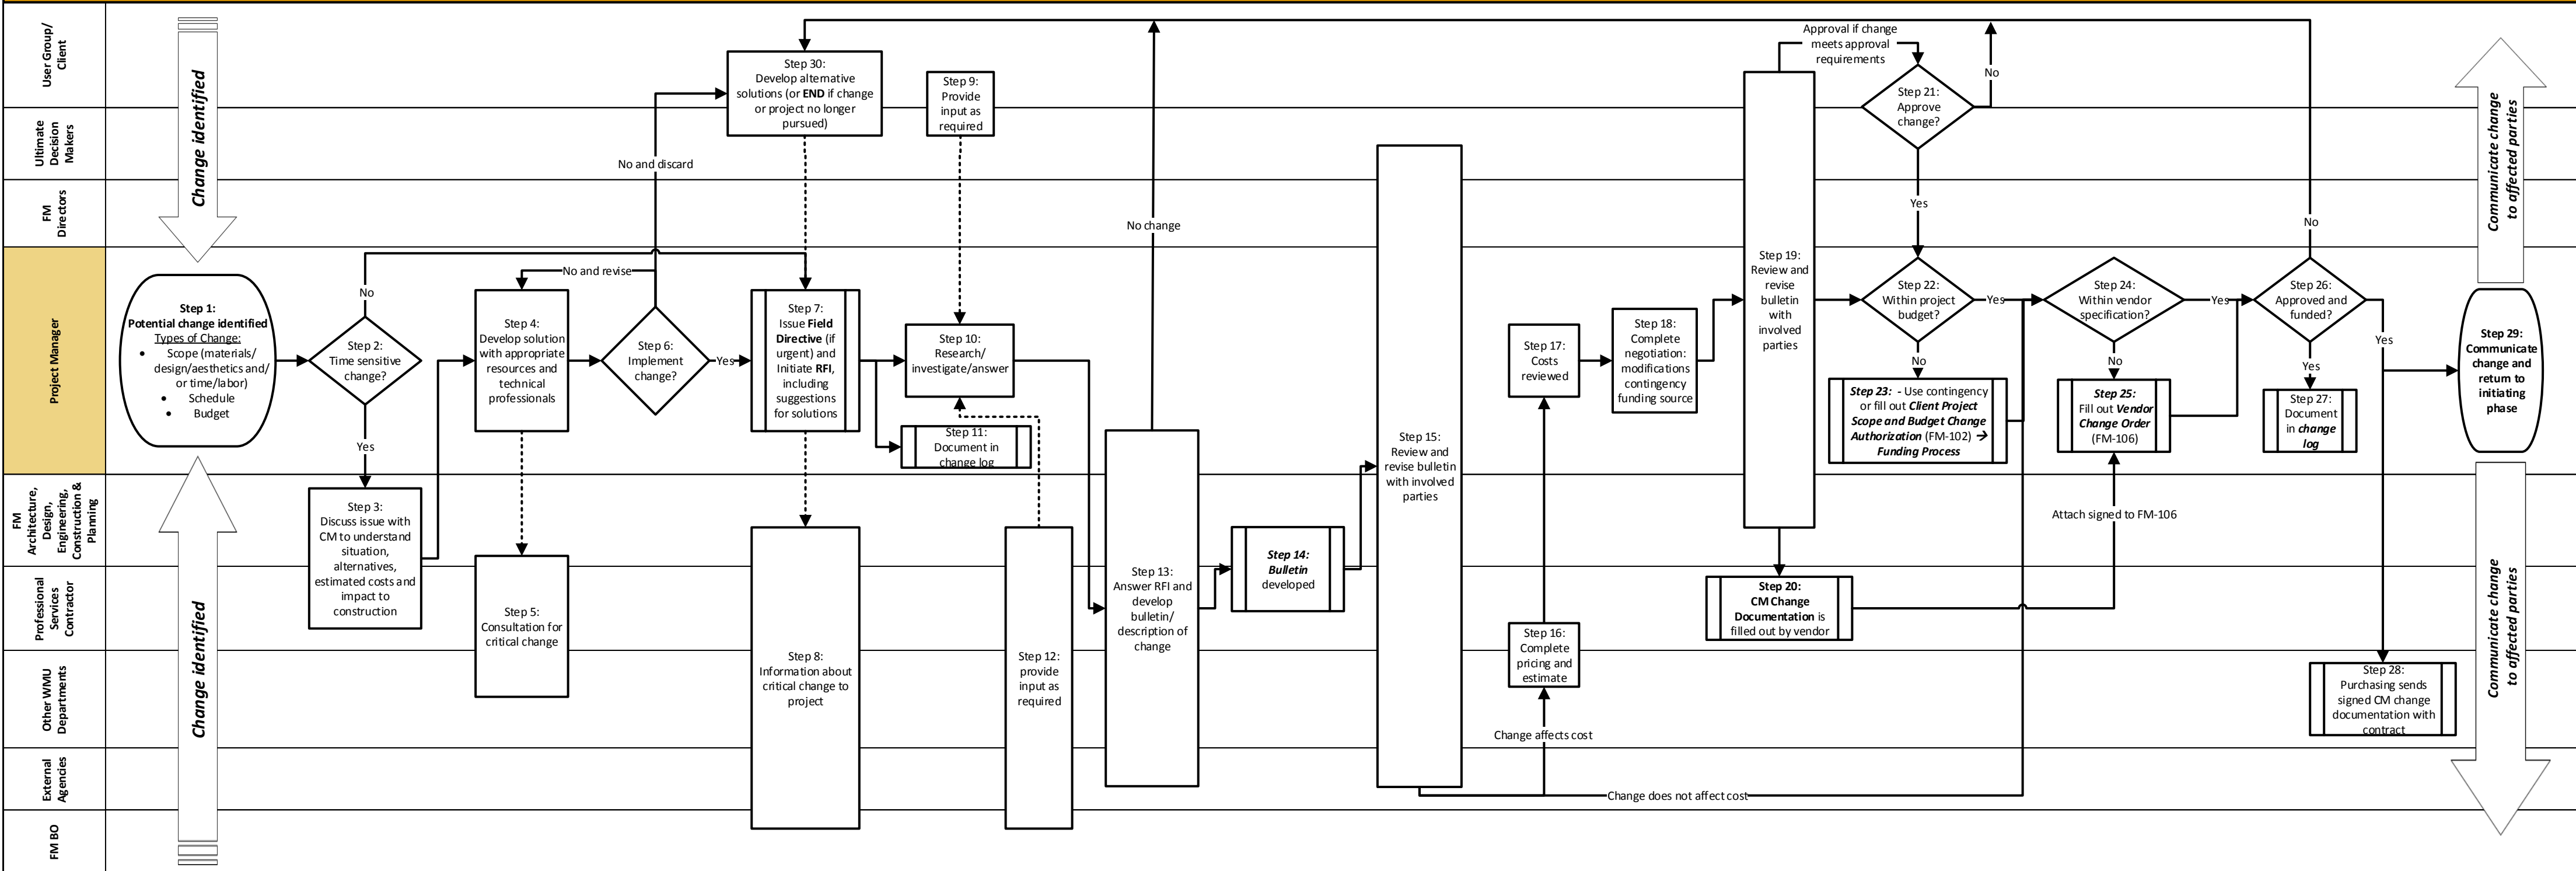 User Group/
Client
Ultimate
Decision
Makers
FM
Directors
Project Manager
FM
Architecture,
Design,
Engineering,
Construction &
Planning
Professional
Services
Contractor
Other WMU
Departments
External
Agencies
FM BO
Change identified
Change identified
Step 1:
Potential change identified
Types of Change:
• Scope (materials/
design/aesthetics and/
or time/labor)
• Schedule
• Budget
Step 2:
Time sensitive
change?
No
Yes
Step 3:
Discuss issue with
CM to understand
situation,
alternatives,
estimated costs and
impact to
construction
Step 4:
Develop solution
with appropriate
resources and
technical
professionals
Step 5:
Consultation for
critical change
No and revise
No and discard
Step 6:
Implement
change?
Yes
Step 30:
Develop alternative
solutions (or END if change
or project no longer
pursued)
Step 7:
Issue Field
Directive (if
urgent) and
Initiate RFI,
including
suggestions
for solutions
Step 8:
Information about
critical change to
project
Step 9:
Provide
input as
required
Step 10:
Research/
investigate/answer
Step 11:
Document in
change log
Step 12:
provide
input as
required
No change
Step 13:
Answer RFI and
develop
bulletin/
description of
change
Step 14:
Bulletin
developed
Step 15:
Review and
revise bulletin
with involved
parties
Change affects cost
Change does not affect cost
Step 16:
Complete
pricing and
estimate
Step 17:
Costs
reviewed
Step 18:
Complete
negotiation:
modifications
contingency
funding source
Step 19:
Review and
revise
bulletin
with
involved
parties
Step 20:
CM Change
Documentation is
filled out by vendor
Approval if change
meets approval
requirements
Step 21:
Approve
change?
No
Yes
Step 22:
Within project
budget?
Yes
No
Step 23: - Use contingency
or fill out Client Project
Scope and Budget Change
Authorization (FM-102) →
Funding Process
Step 24:
Within vendor
specification?
Yes
No
Step 25:
Fill out Vendor
Change Order
(FM-106)
Attach signed to FM-106
Step 26:
Approved and
funded?
No
Yes
Yes
Step 27:
Document
in change
log
Step 28:
Purchasing sends
signed CM change
documentation with
contract
Step 29:
Communicate
change and
return to
initiating
phase
Communicate change
to affected parties
Communicate change
to affected parties